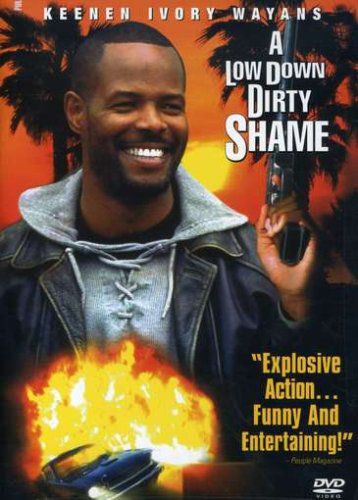 KEENEN IVORY WAYANS
A
LOW DOWN
DIRTY
SHAME
"Explosive
Action...
Funny And
Entertaining!"
– People Magazine
DVD
VIDEO